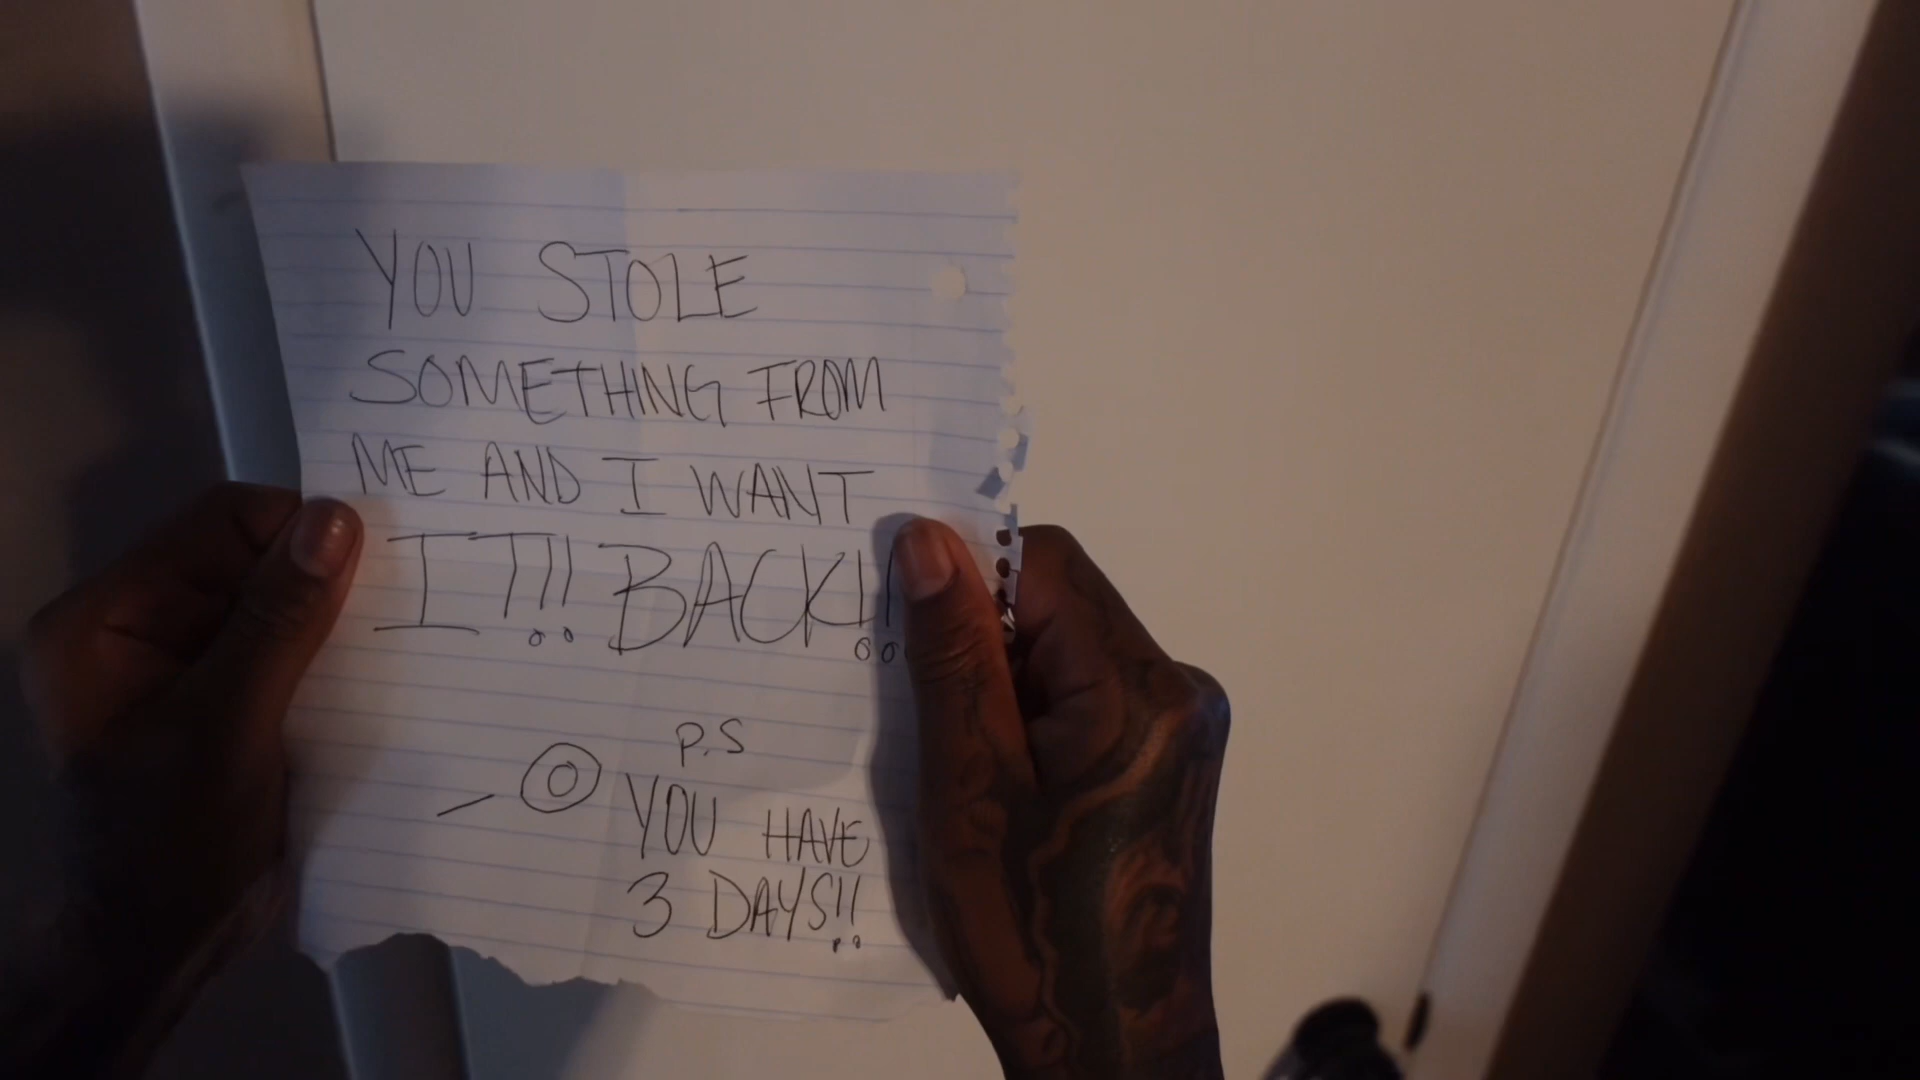 YOU STOLE
SOMETHING FROM
ME AND I WANT
IT!! BACK!!
P.S
YOU HAVE
3 DAYS!!